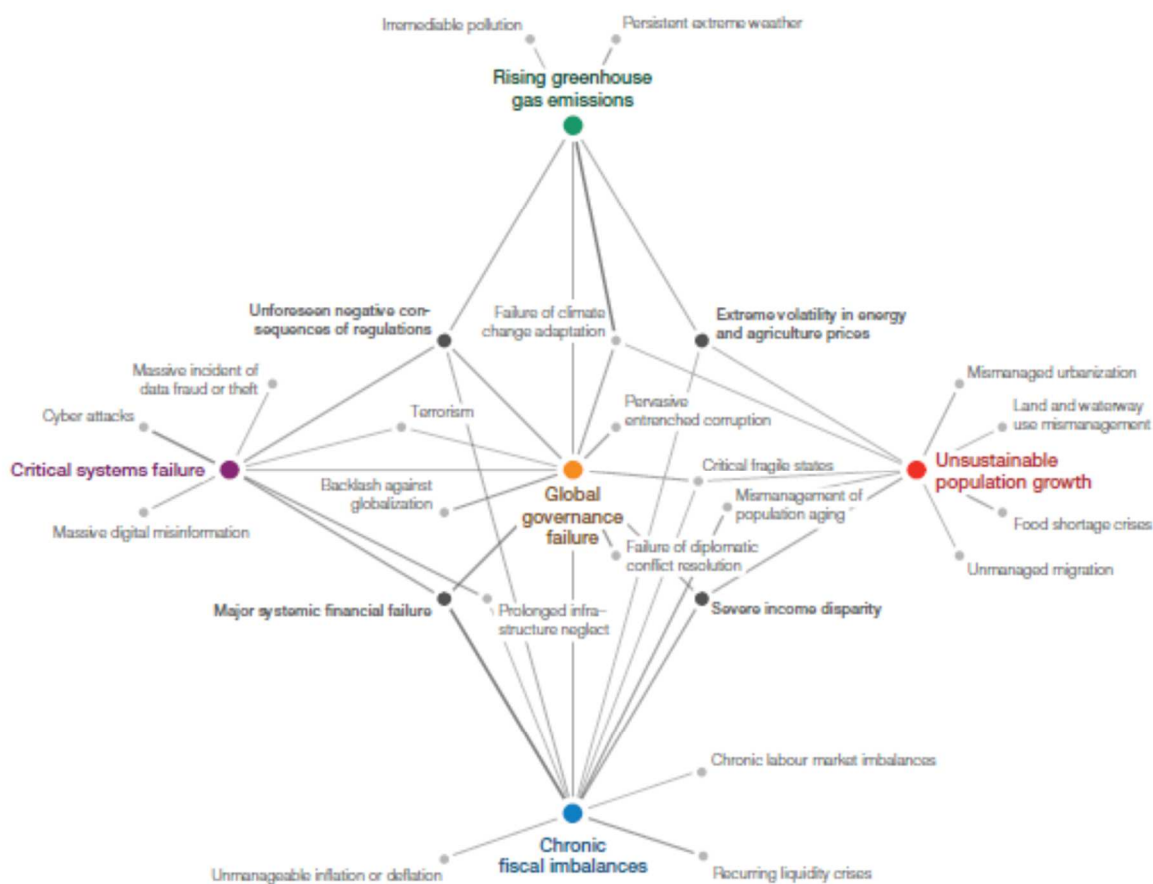 Irremediable pollution
Persistent extreme weather
Rising greenhouse
gas emissions
Unforeseen negative con-
sequences of regulations
Failure of climate
change adaptation
Extreme volatility in energy
and agriculture prices
Massive incident of
data fraud or theft
Mismanaged urbanization
Cyber attacks
Terrorism
Pervasive
entrenched corruption
Land and waterway
use mismanagement
Critical systems failure
Critical fragile states
Unsustainable
population growth
Backlash against
globalization
Global
governance
failure
Mismanagement of
population aging
Massive digital misinformation
Food shortage crises
Failure of diplomatic
conflict resolution
Unmanaged migration
Major systemic financial failure
Prolonged infra-
structure neglect
Severe income disparity
Chronic labour market imbalances
Chronic
fiscal imbalances
Unmanageable inflation or deflation
Recurring liquidity crises